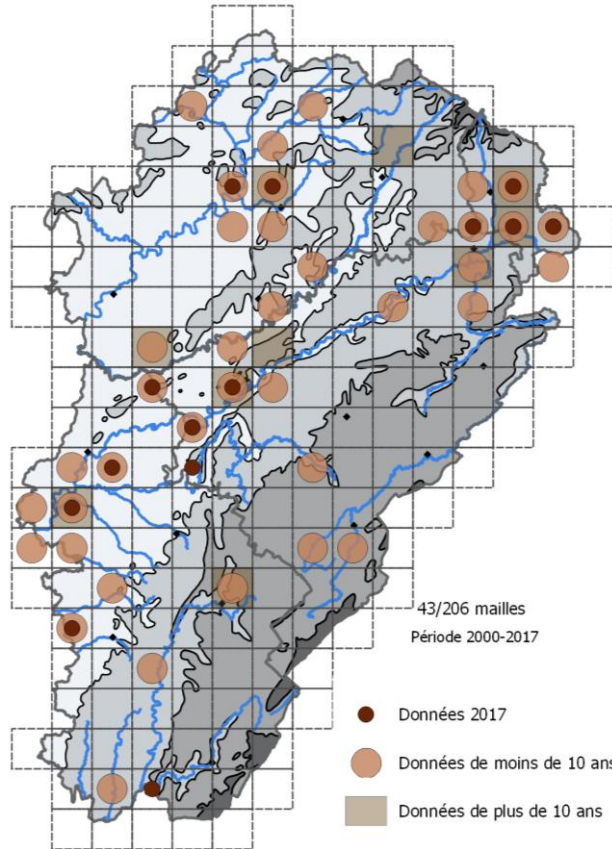 43/206 mailles
Période 2000-2017
Données 2017
Données de moins de 10 ans
Données de plus de 10 ans